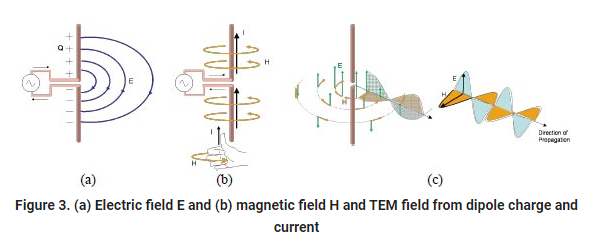 +
+
Q +
+
+
E
−
−
−
−
I
H
I
H
E
H
E
H
Direction of
Propagation
(a)
(b)
(c)
Figure 3. (a) Electric field E and (b) magnetic field H and TEM field from dipole charge and
current